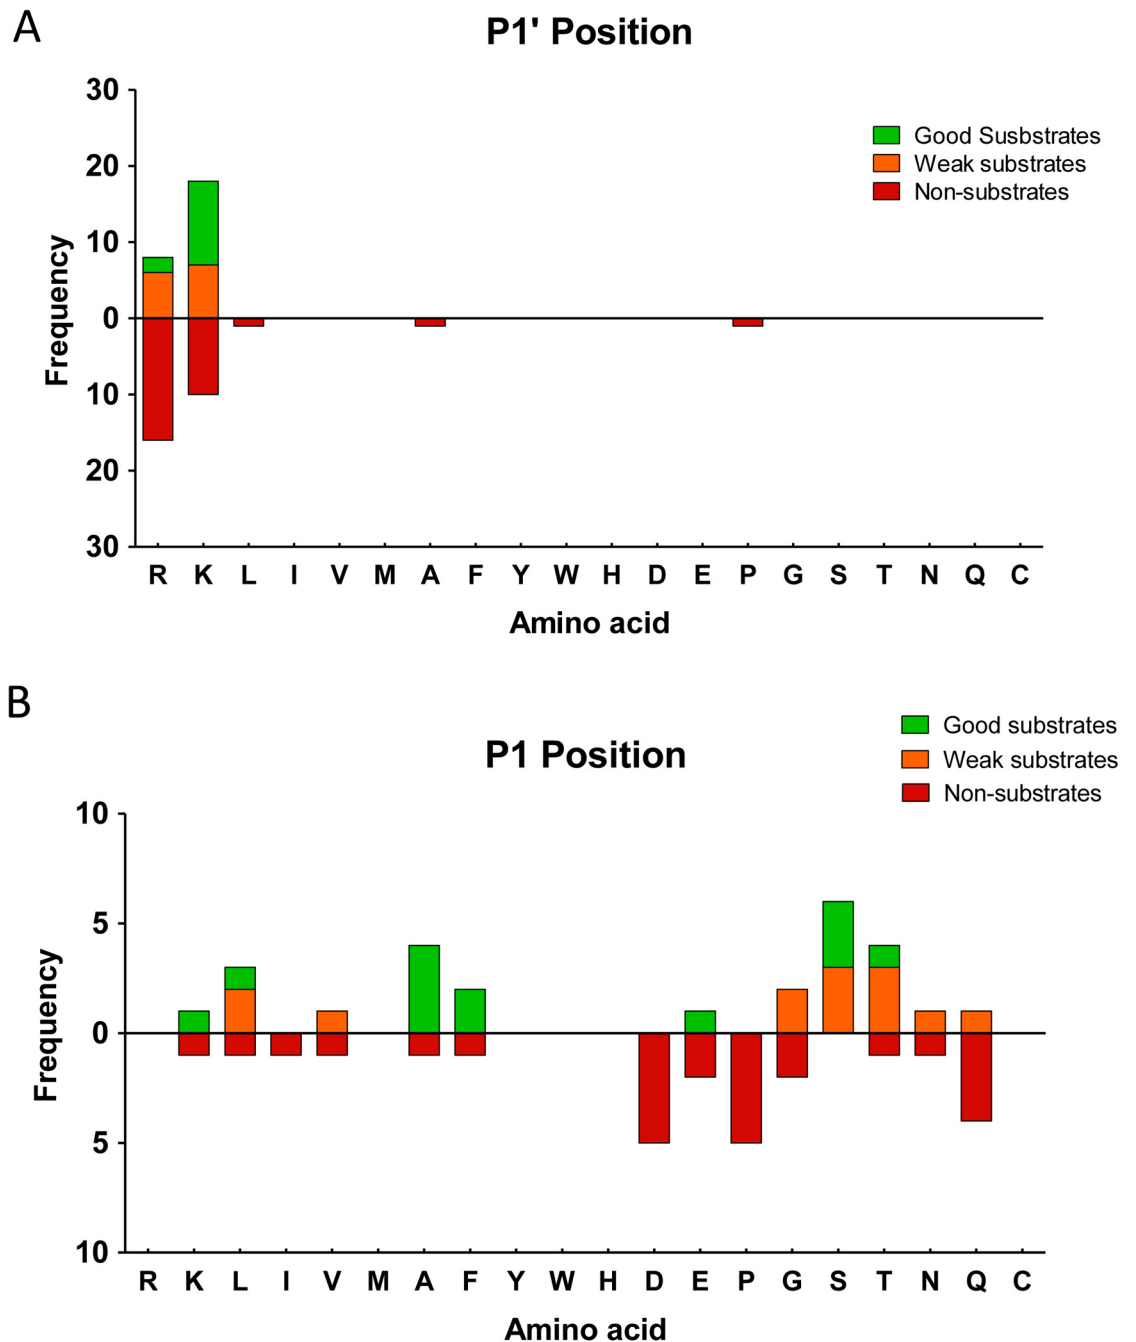 A
P1' Position
30
20
10
0
10
20
30
Frequency
Good Susbstrates
Weak substrates
Non-substrates
R K L I V M A F Y W H D E P G S T N Q C
Amino acid
B
P1 Position
Good substrates
Weak substrates
Non-substrates
10
5
0
5
10
Frequency
R K L I V M A F Y W H D E P G S T N Q C
Amino acid